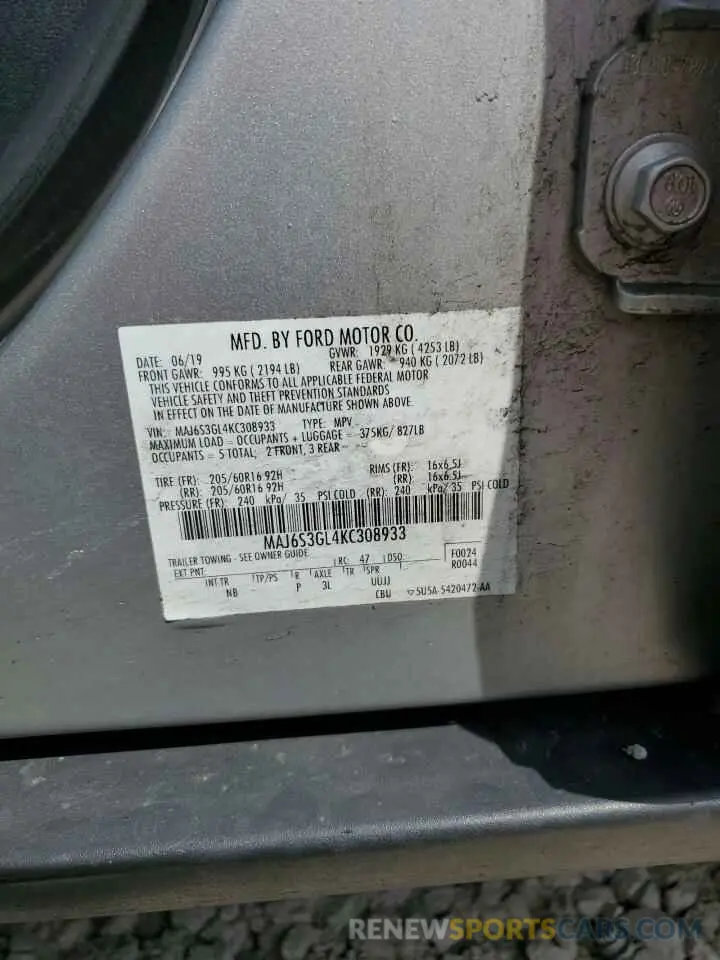 MFD. BY FORD MOTOR CO.
DATE: 06/19 GVWR: 1929 KG ( 4253 LB)
FRONT GAWR: 995 KG ( 2194 LB) REAR GAWR: 940 KG ( 2072 LB)
THIS VEHICLE CONFORMS TO ALL APPLICABLE FEDERAL MOTOR
VEHICLE SAFETY AND THEFT PREVENTION STANDARDS
IN EFFECT ON THE DATE OF MANUFACTURE SHOWN ABOVE.
VIN: MAJ6S3GL4KC308933 TYPE: MPV
MAXIMUM LOAD = OCCUPANTS + LUGGAGE = 375KG/ 827LB
OCCUPANTS = 5 TOTAL; 2 FRONT, 3 REAR
TIRE (FR): 205/60R16 92H RIMS (FR): 16x6.5J
(RR): 205/60R16 92H (RR): 16x6.5J
PRESSURE (FR): 240 kPa/ 35 PSI COLD (RR): 240 kPa/ 35 PSI COLD
MAJ6S3GL4KC308933
TRAILER TOWING - SEE OWNER GUIDE
EXT PNT: RC: 47 DSO: F0024
R0044
INT TR TP/PS R AXLE TR SPR
NB P 3L UUJJ
CBU 5U5A-5420472-AA
RENEWSPORTSCARS.COM